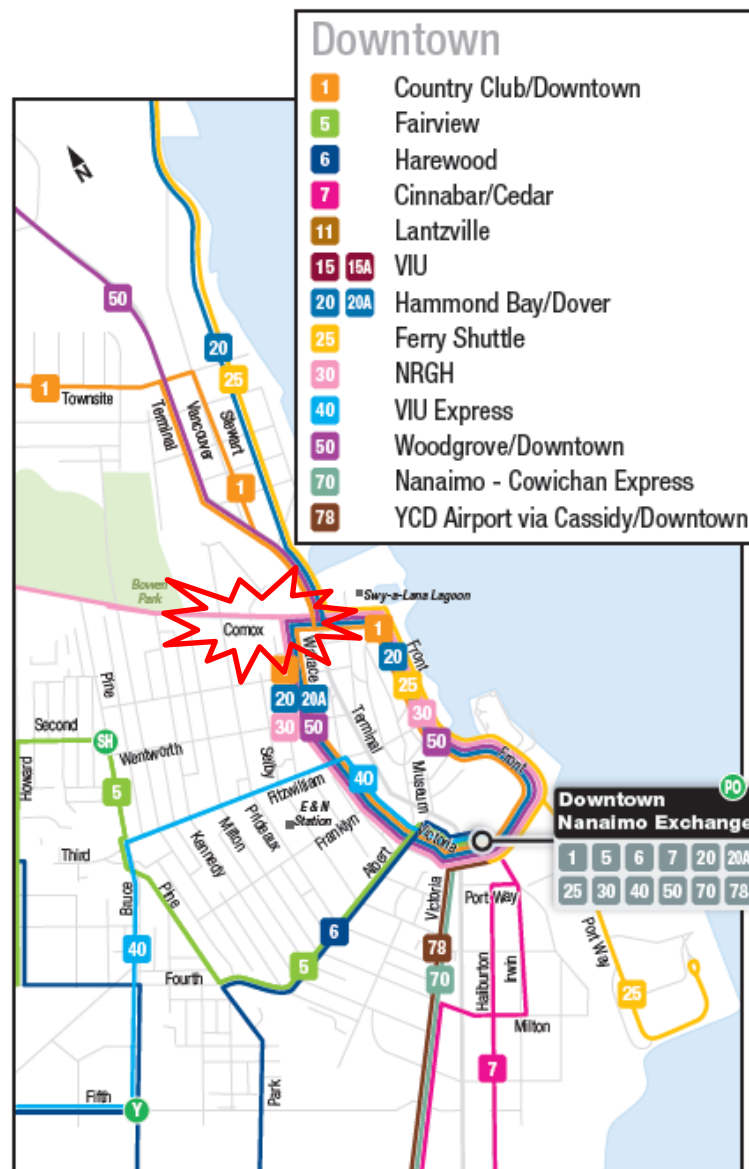 Downtown
1 Country Club/Downtown
5 Fairview
6 Harewood
7 Cinnabar/Cedar
11 Lantzville
15 15A VIU
20 20A Hammond Bay/Dover
25 Ferry Shuttle
30 NRGH
40 VIU Express
50 Woodgrove/Downtown
70 Nanaimo - Cowichan Express
78 YCD Airport via Cassidy/Downtown
N
50
20
25
1
Townsite
Terminal
Vancouver
Stewart
1
Bowen
Park
Swy-a-Lana Lagoon
Comox
Wallace
1
Front
20
25
30
50
20 20A
30 50
Pine
Selby
Terminal
Museum
Front
Second
SH
Wentworth
Howard
5
Fitzwilliam
40
E & N
Station
Prideaux
Milton
Kennedy
Franklyn
Albert
Victoria
PO
Downtown
Nanaimo Exchange
1 5 6 7 20 20A
25 30 40 50 70 78
Third
Bruce
Pine
Victoria
Port Way
6
78
40
5
70
Haliburton
Irwin
Port Way
25
Fourth
Milton
7
Park
Fifth
Y